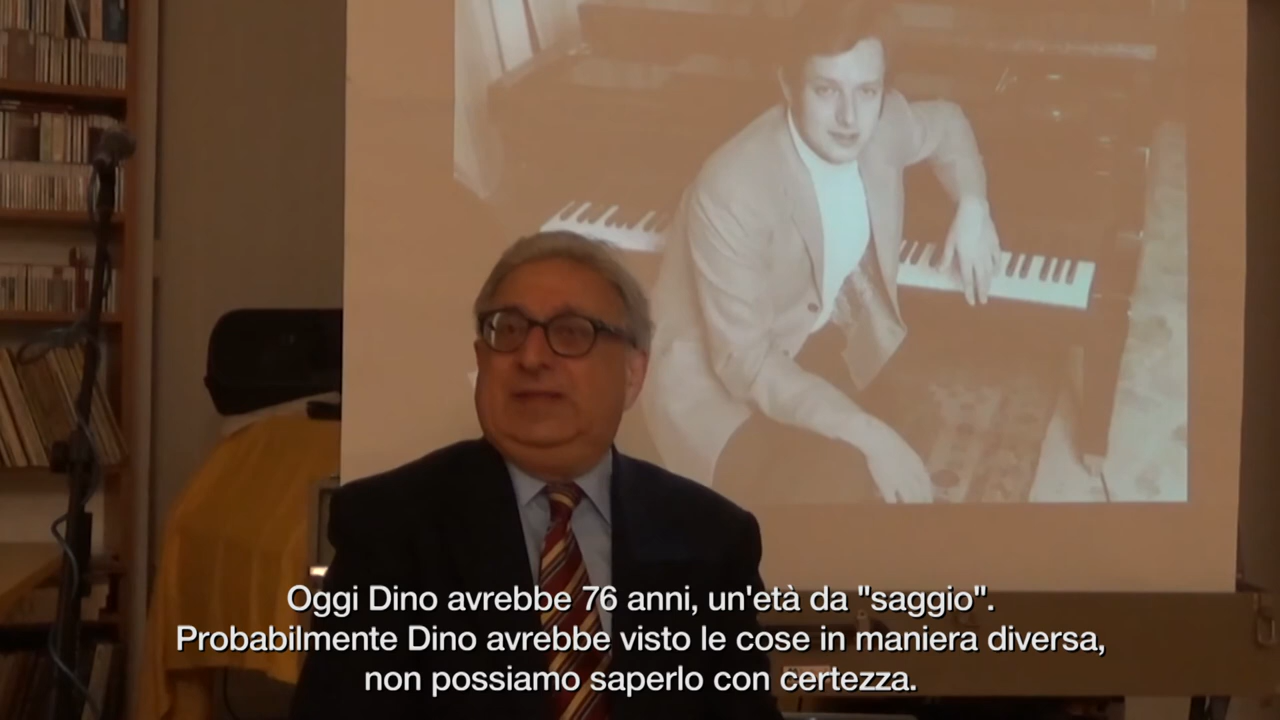 Oggi Dino avrebbe 76 anni, un'età da "saggio".
Probabilmente Dino avrebbe visto le cose in maniera diversa,
non possiamo saperlo con certezza.